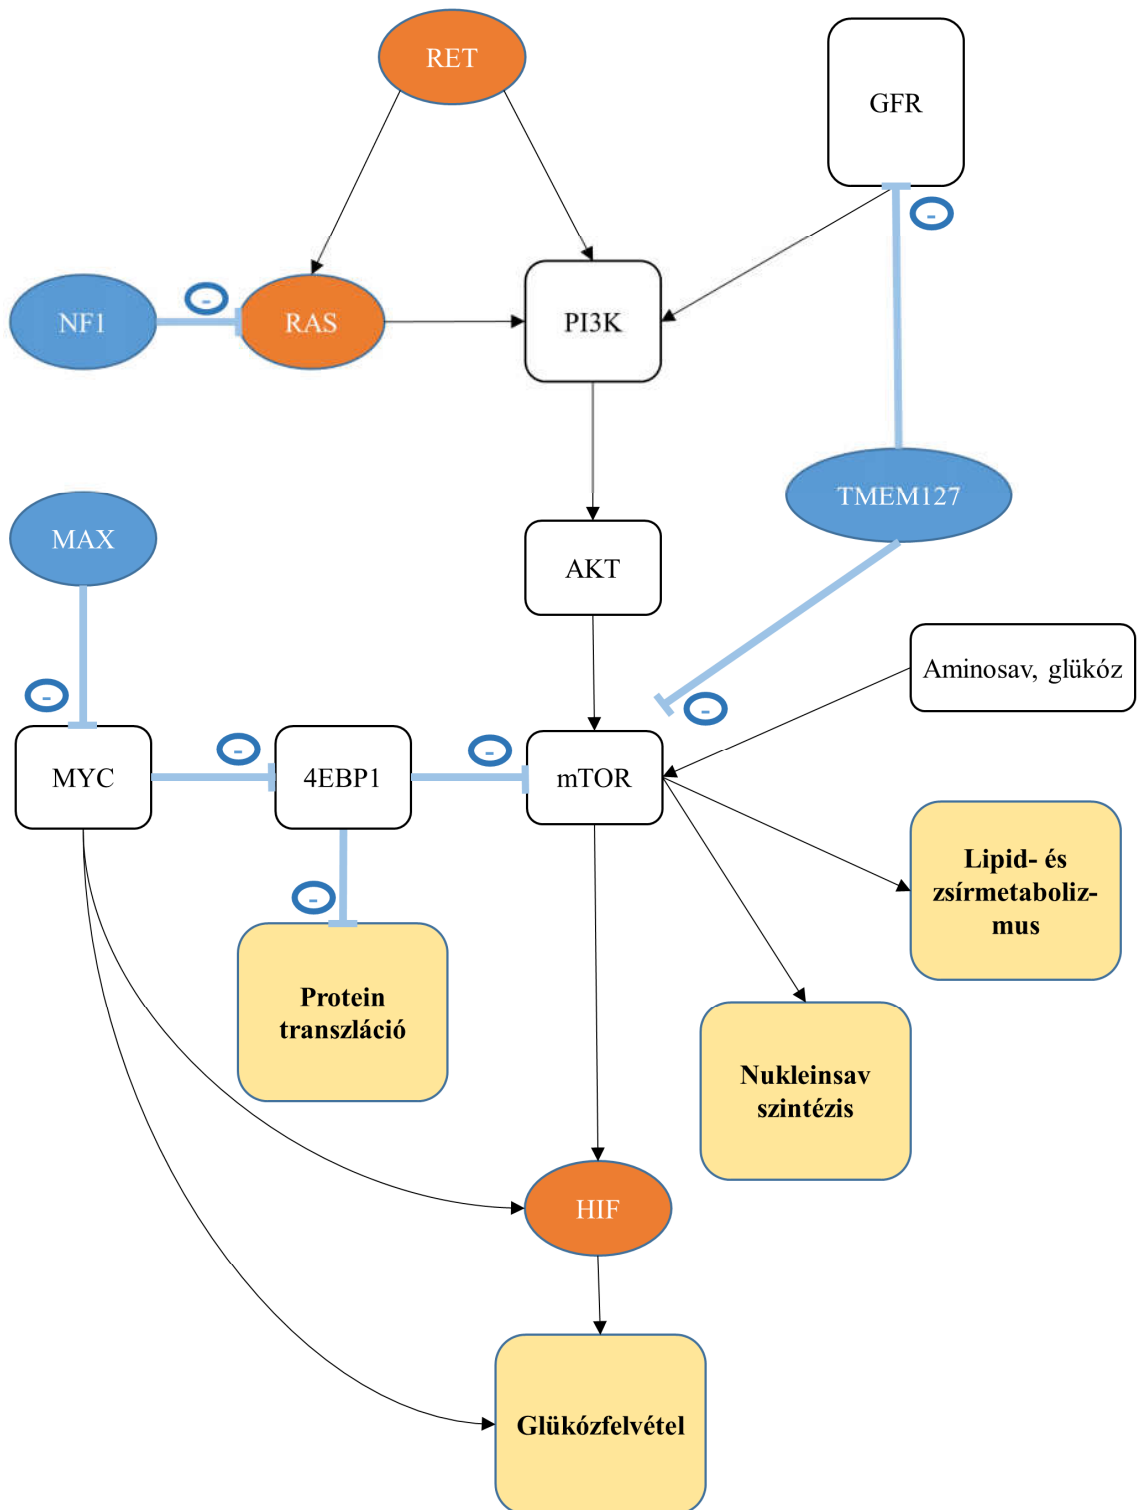 RET
GFR
-
-
NF1
RAS
PI3K
TMEM127
MAX
AKT
Aminosav, glükóz
-
-
-
-
MYC
4EBP1
mTOR
Lipid- és
zsírmetaboliz-
mus
-
Protein
transzláció
Nukleinsav
szintézis
HIF
Glükózfelvétel